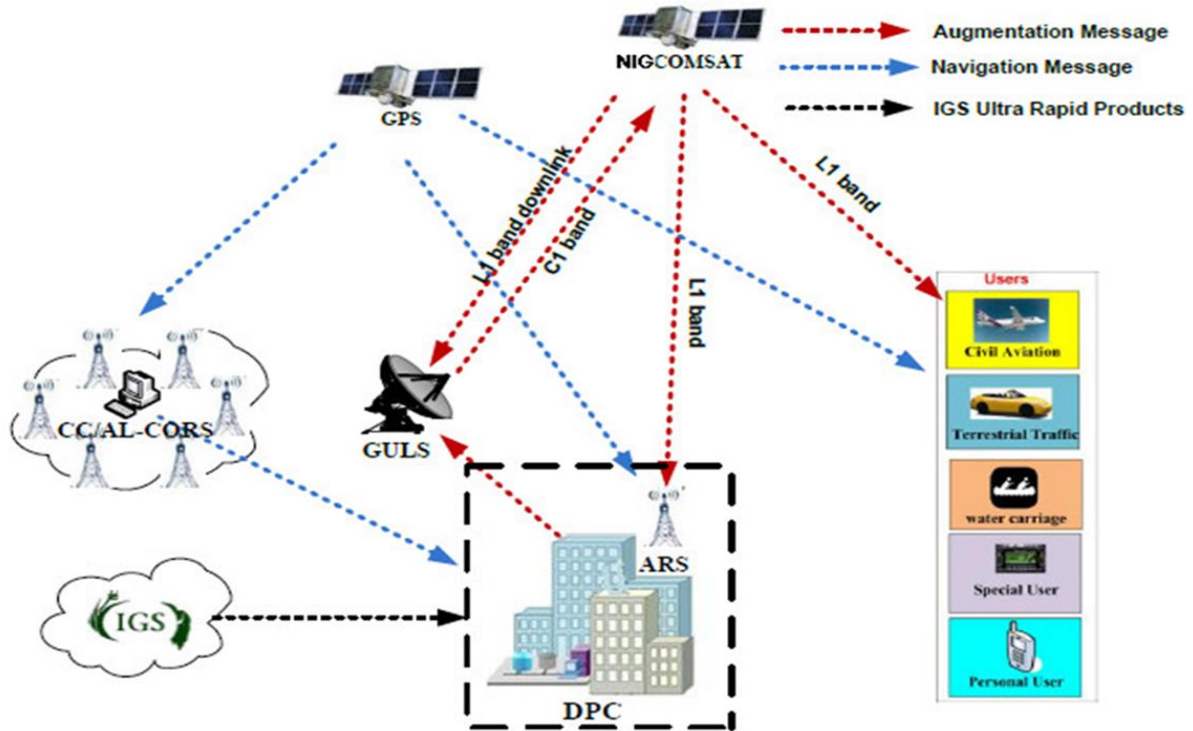 NIGCOMSAT
Augmentation Message
Navigation Message
IGS Ultra Rapid Products
GPS
L1 band downlink
C1 band
L1 band
L1 band
Users
Civil Aviation
Terrestrial Traffic
water carriage
Special User
Personal User
CC/AL-CORS
GULS
ARS
IGS
DPC